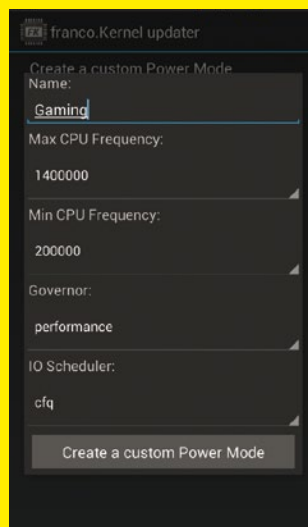 FK franco.Kernel updater
Create a custom Power Mode
Name:
Gaming
Max CPU Frequency:
1400000
Min CPU Frequency:
200000
Governor:
performance
IO Scheduler:
cfq
Create a custom Power Mode